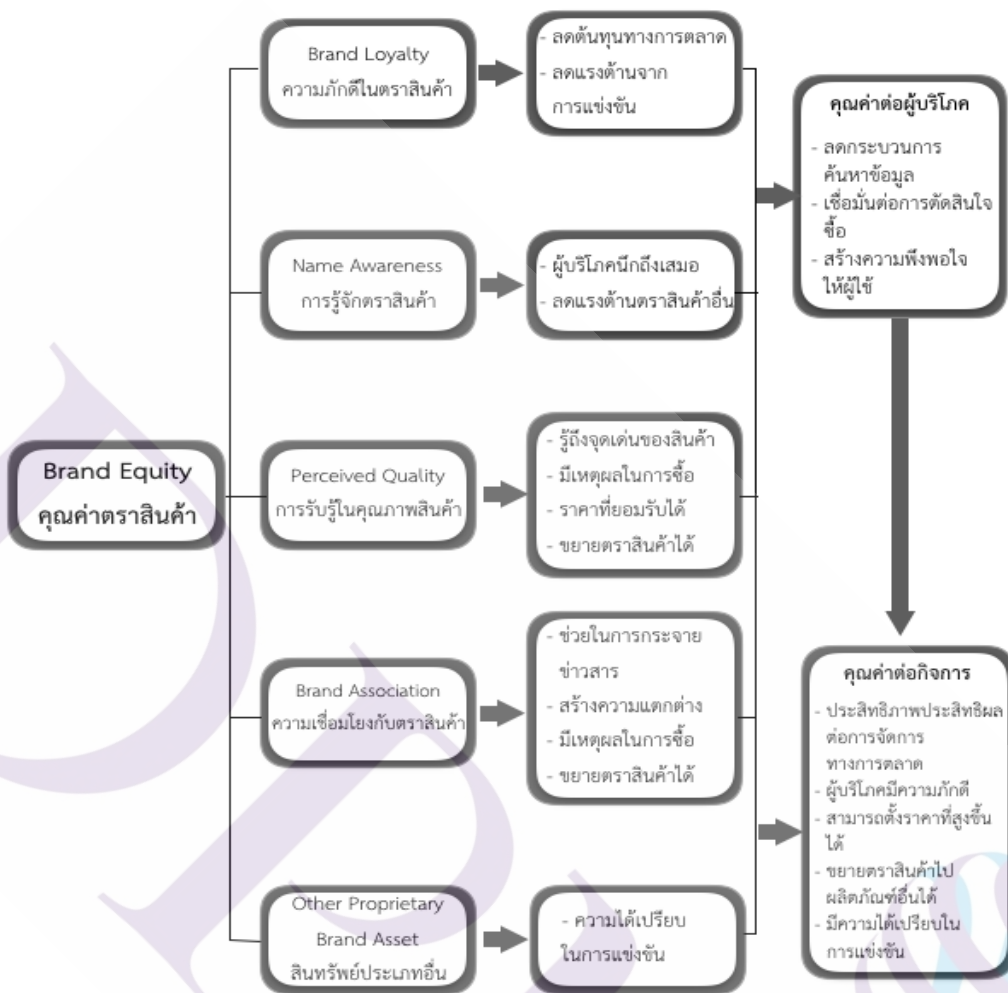 Brand Equity
คุณค่าตราสินค้า
Brand Loyalty
ความภักดีในตราสินค้า
- ลดต้นทุนทางการตลาด
- ลดแรงต้านจาก
การแข่งขัน
Name Awareness
การรู้จักตราสินค้า
- ผู้บริโภคนึกถึงเสมอ
- ลดแรงต้านตราสินค้าอื่น
Perceived Quality
การรับรู้ในคุณภาพสินค้า
- รู้ถึงจุดเด่นของสินค้า
- มีเหตุผลในการซื้อ
- ราคาที่ยอมรับได้
- ขยายตราสินค้าได้
Brand Association
ความเชื่อมโยงกับตราสินค้า
- ช่วยในการกระจาย
ข่าวสาร
- สร้างความแตกต่าง
- มีเหตุผลในการซื้อ
- ขยายตราสินค้าได้
Other Proprietary
Brand Asset
สินทรัพย์ประเภทอื่น
- ความได้เปรียบ
ในการแข่งขัน
คุณค่าต่อผู้บริโภค
- ลดกระบวนการ
ค้นหาข้อมูล
- เชื่อมั่นต่อการตัดสินใจ
ซื้อ
- สร้างความพึงพอใจ
ให้ผู้ใช้
คุณค่าต่อกิจการ
- ประสิทธิภาพประสิทธิผล
ต่อการจัดการ
ทางการตลาด
- ผู้บริโภคมีความภักดี
- สามารถตั้งราคาที่สูงขึ้น
ได้
- ขยายตราสินค้าไป
ผลิตภัณฑ์อื่นได้
- มีความได้เปรียบใน
การแข่งขัน